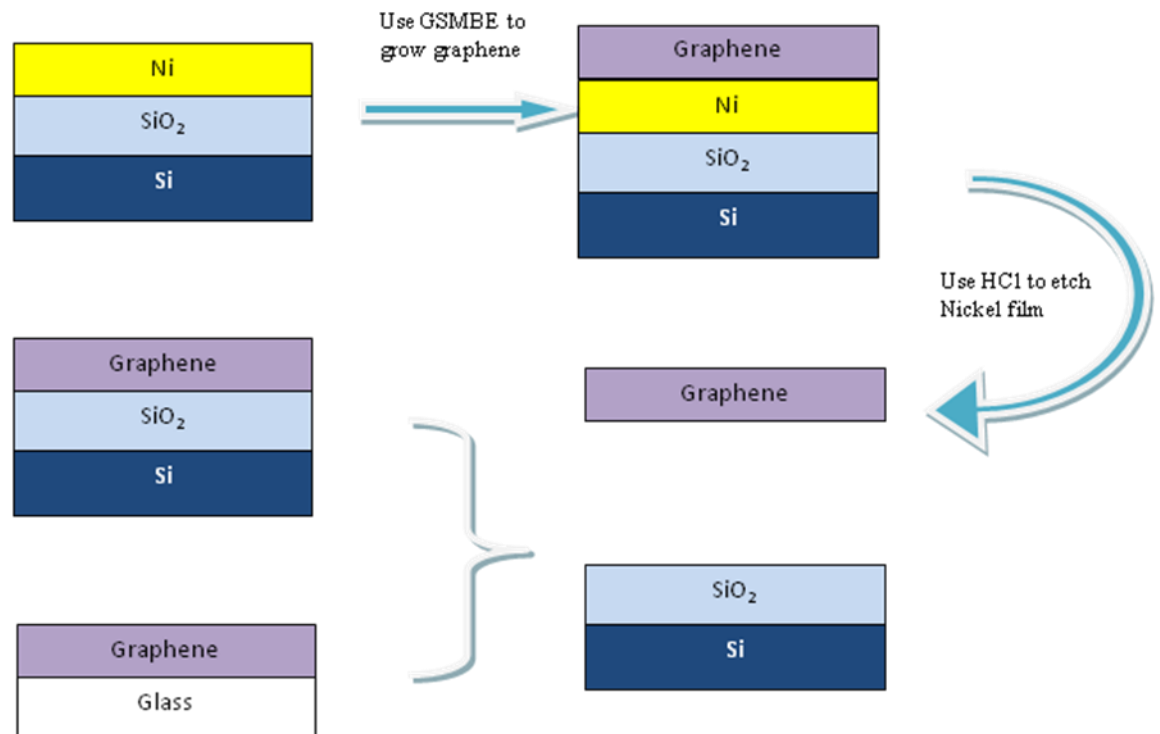 Ni
SiO₂
Si
Use GSMBE to
grow graphene
Graphene
Ni
SiO₂
Si
Use HCl to etch
Nickel film
Graphene
SiO₂
Si
Graphene
SiO₂
Si
Graphene
Glass